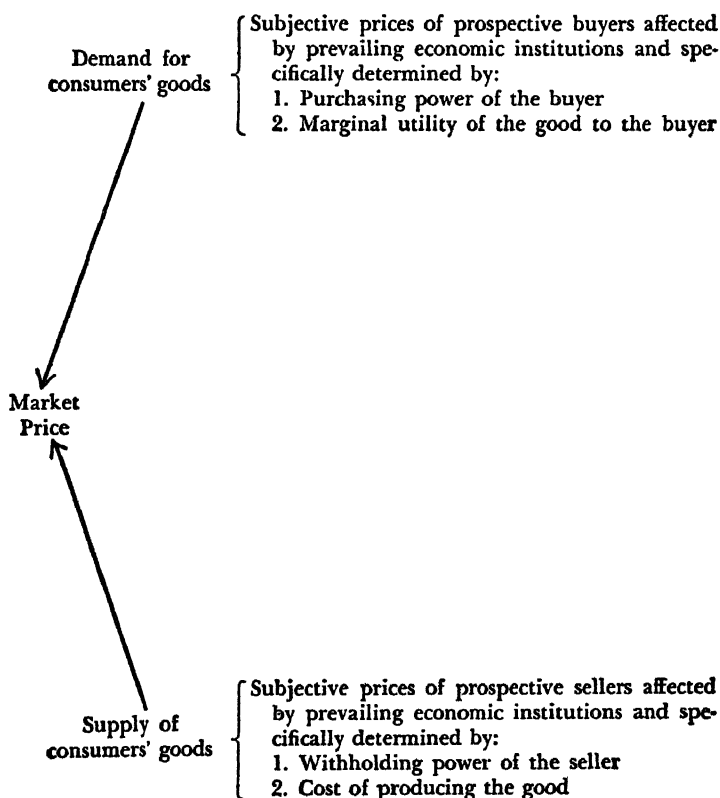 Demand for
consumers' goods
Subjective prices of prospective buyers affected
by prevailing economic institutions and spe-
cifically determined by:
1. Purchasing power of the buyer
2. Marginal utility of the good to the buyer
Market
Price
Supply of
consumers' goods
Subjective prices of prospective sellers affected
by prevailing economic institutions and spe-
cifically determined by:
1. Withholding power of the seller
2. Cost of producing the good